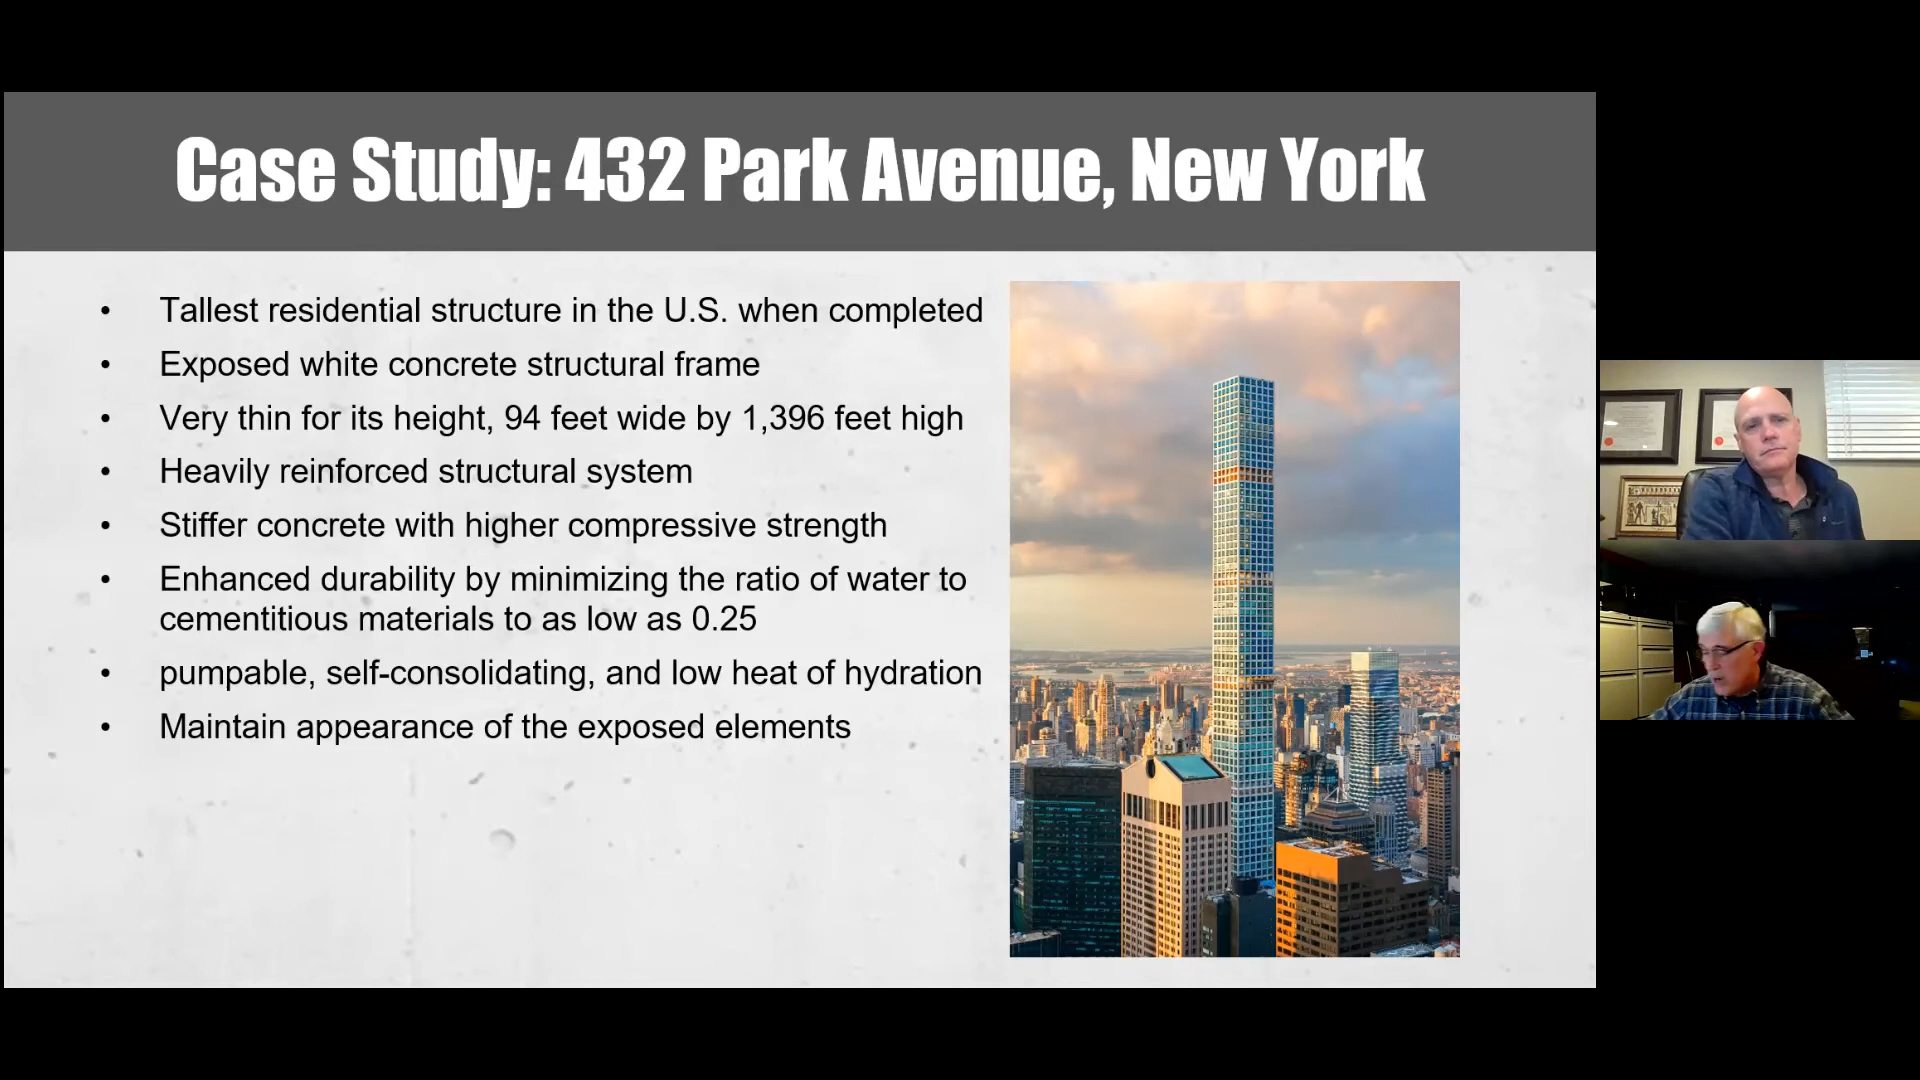 Case Study: 432 Park Avenue, New York
• Tallest residential structure in the U.S. when completed
• Exposed white concrete structural frame
• Very thin for its height, 94 feet wide by 1,396 feet high
• Heavily reinforced structural system
• Stiffer concrete with higher compressive strength
• Enhanced durability by minimizing the ratio of water to
cementitious materials to as low as 0.25
• pumpable, self-consolidating, and low heat of hydration
• Maintain appearance of the exposed elements